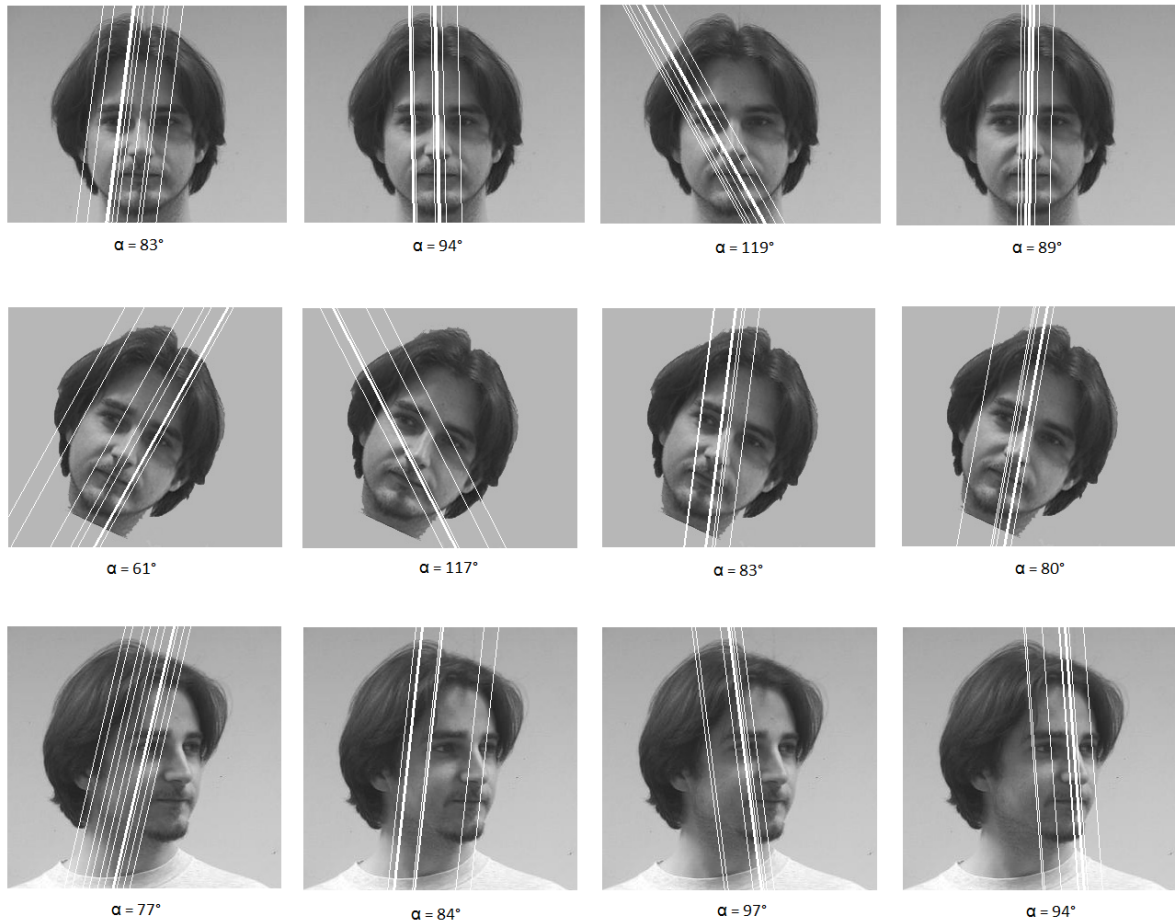 α = 83°
α = 94°
α = 119°
α = 89°
α = 61°
α = 117°
α = 83°
α = 80°
α = 77°
α = 84°
α = 97°
α = 94°